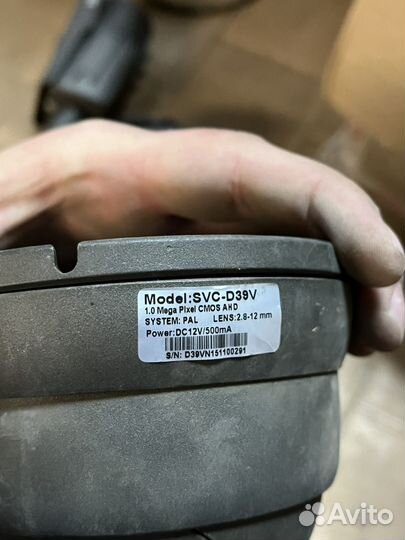 Model:SVC-D39V
1.0 Mega Pixel CMOS AHD
SYSTEM: PAL LENS:2.8-12 mm
Power:DC12V/500mA
S/N: D39VN151100291
Avito